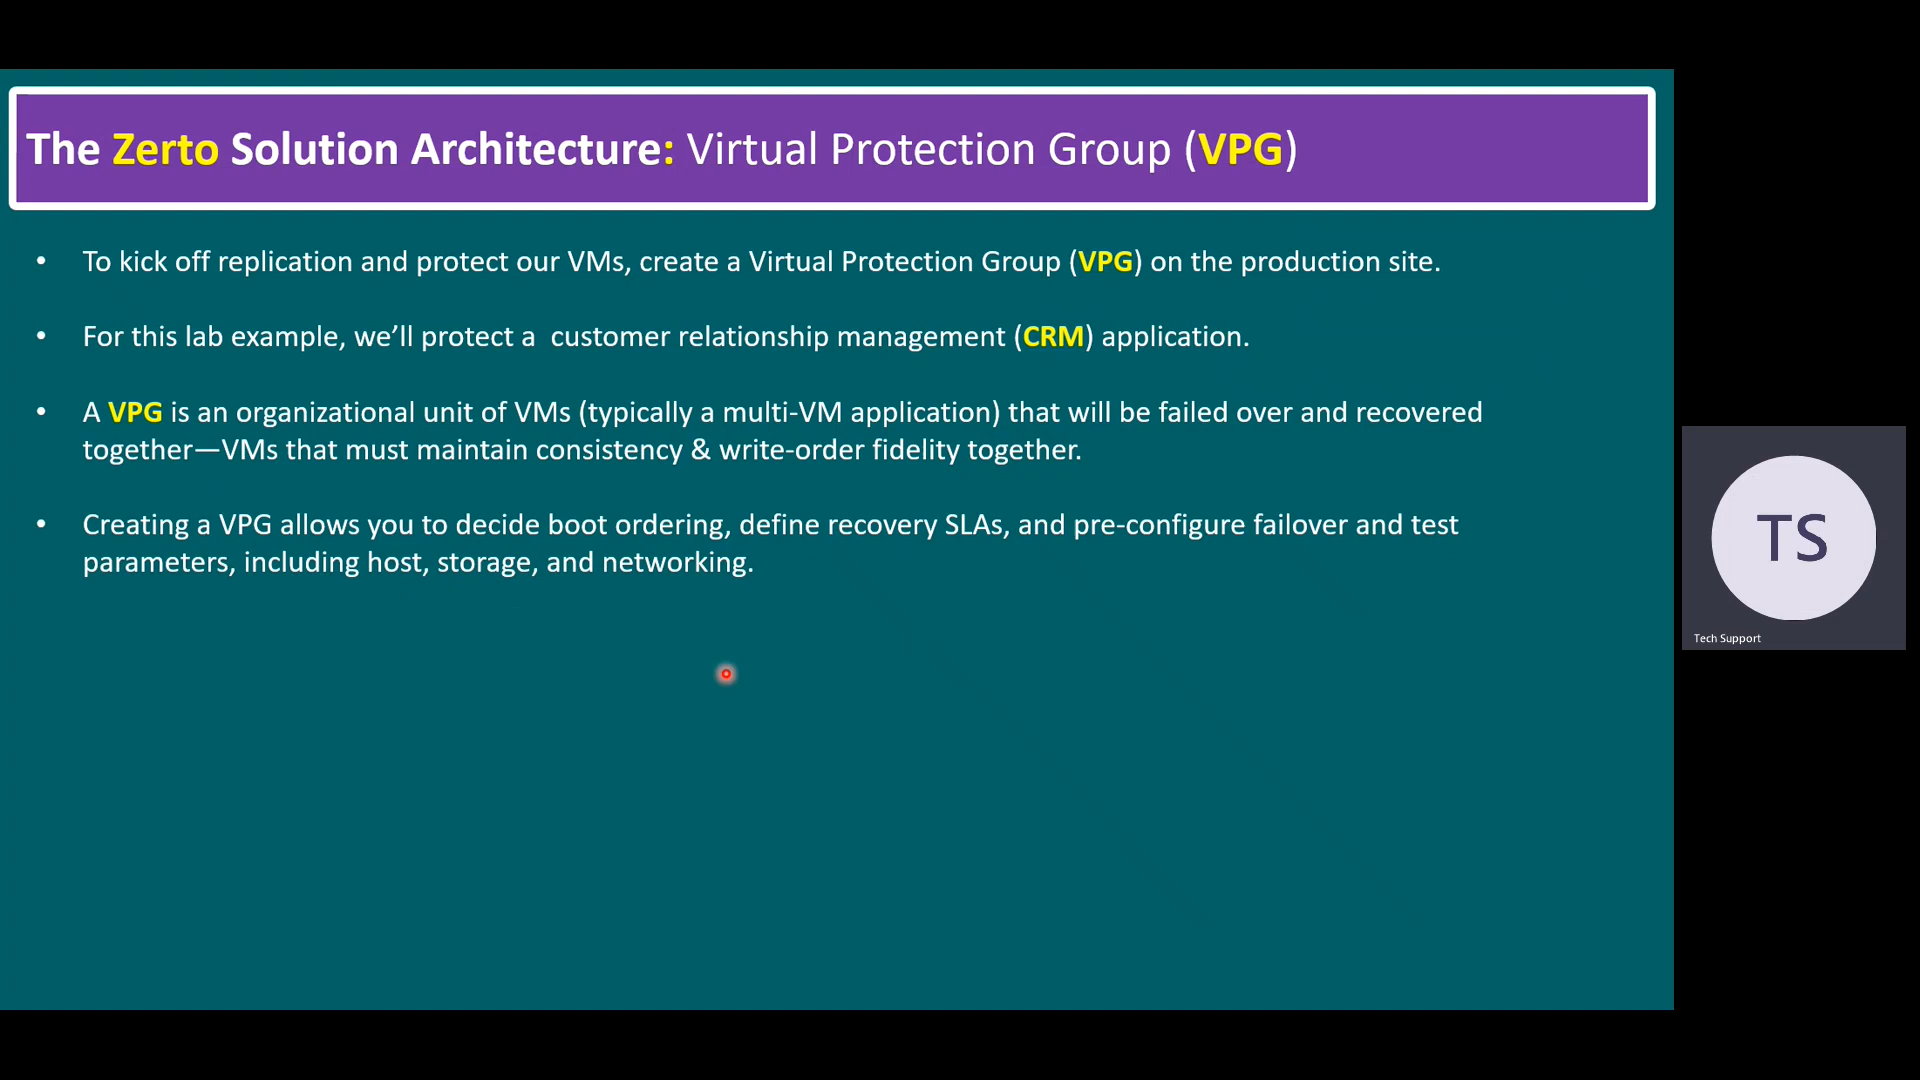 The Zerto Solution Architecture: Virtual Protection Group (VPG)
• To kick off replication and protect our VMs, create a Virtual Protection Group (VPG) on the production site.
• For this lab example, we’ll protect a  customer relationship management (CRM) application.
• A VPG is an organizational unit of VMs (typically a multi-VM application) that will be failed over and recovered
together—VMs that must maintain consistency & write-order fidelity together.
• Creating a VPG allows you to decide boot ordering, define recovery SLAs, and pre-configure failover and test
parameters, including host, storage, and networking.
TS
Tech Support